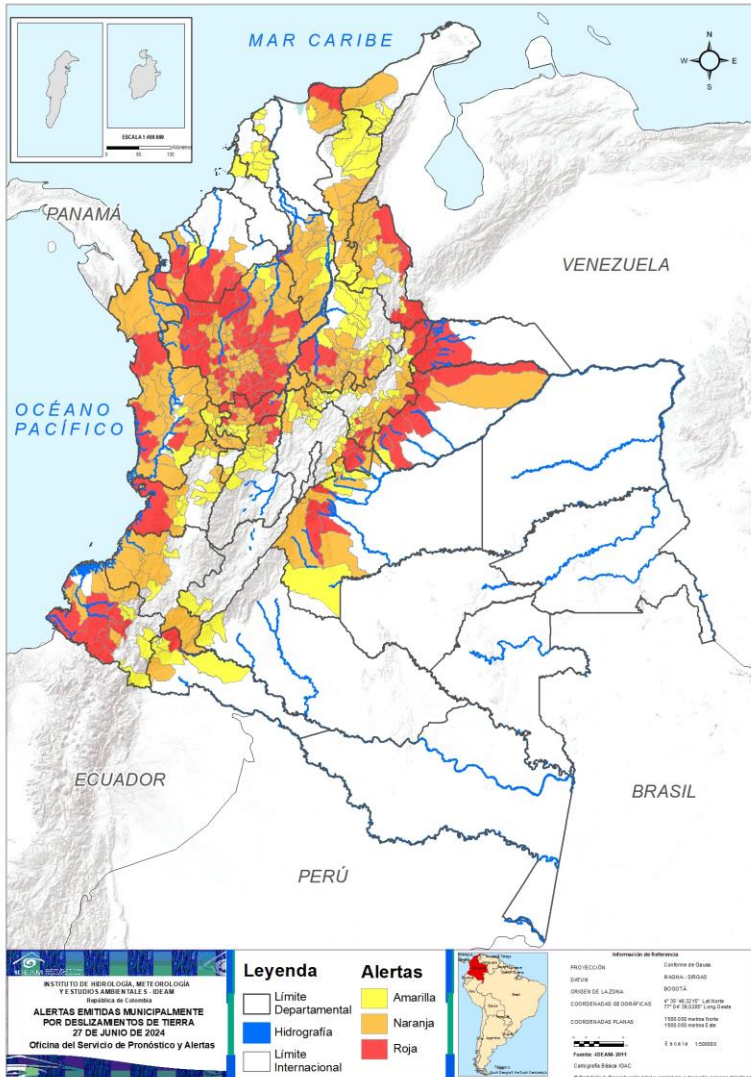 MAR CARIBE
N
W E
S
ESCALA 1:400.000
PANAMÁ
VENEZUELA
OCÉANO
PACÍFICO
ECUADOR
BRASIL
PERÚ
IDEAM
INSTITUTO DE HIDROLOGÍA, METEOROLOGÍA
Y ESTUDIOS AMBIENTALES - IDEAM
República de Colombia
ALERTAS EMITIDAS MUNICIPALMENTE
POR DESLIZAMIENTOS DE TIERRA
27 DE JUNIO DE 2024
Oficina del Servicio de Pronóstico y Alertas
Leyenda
Límite
Departamental
Hidrografía
Límite
Internacional
Alertas
Amarilla
Naranja
Roja
Información de Referencia
PROYECCIÓN Conforme de Gauss
DATUM MAGNA - SIRGAS
ORIGEN DE LA ZONA BOGOTÁ
COORDENADAS GEOGRÁFICAS
COORDENADAS PLANAS 1'000.000 metros Norte
1'000.000 metros Este
Fuente: IDEAM- 2011
Cartografía Básica: IGAC